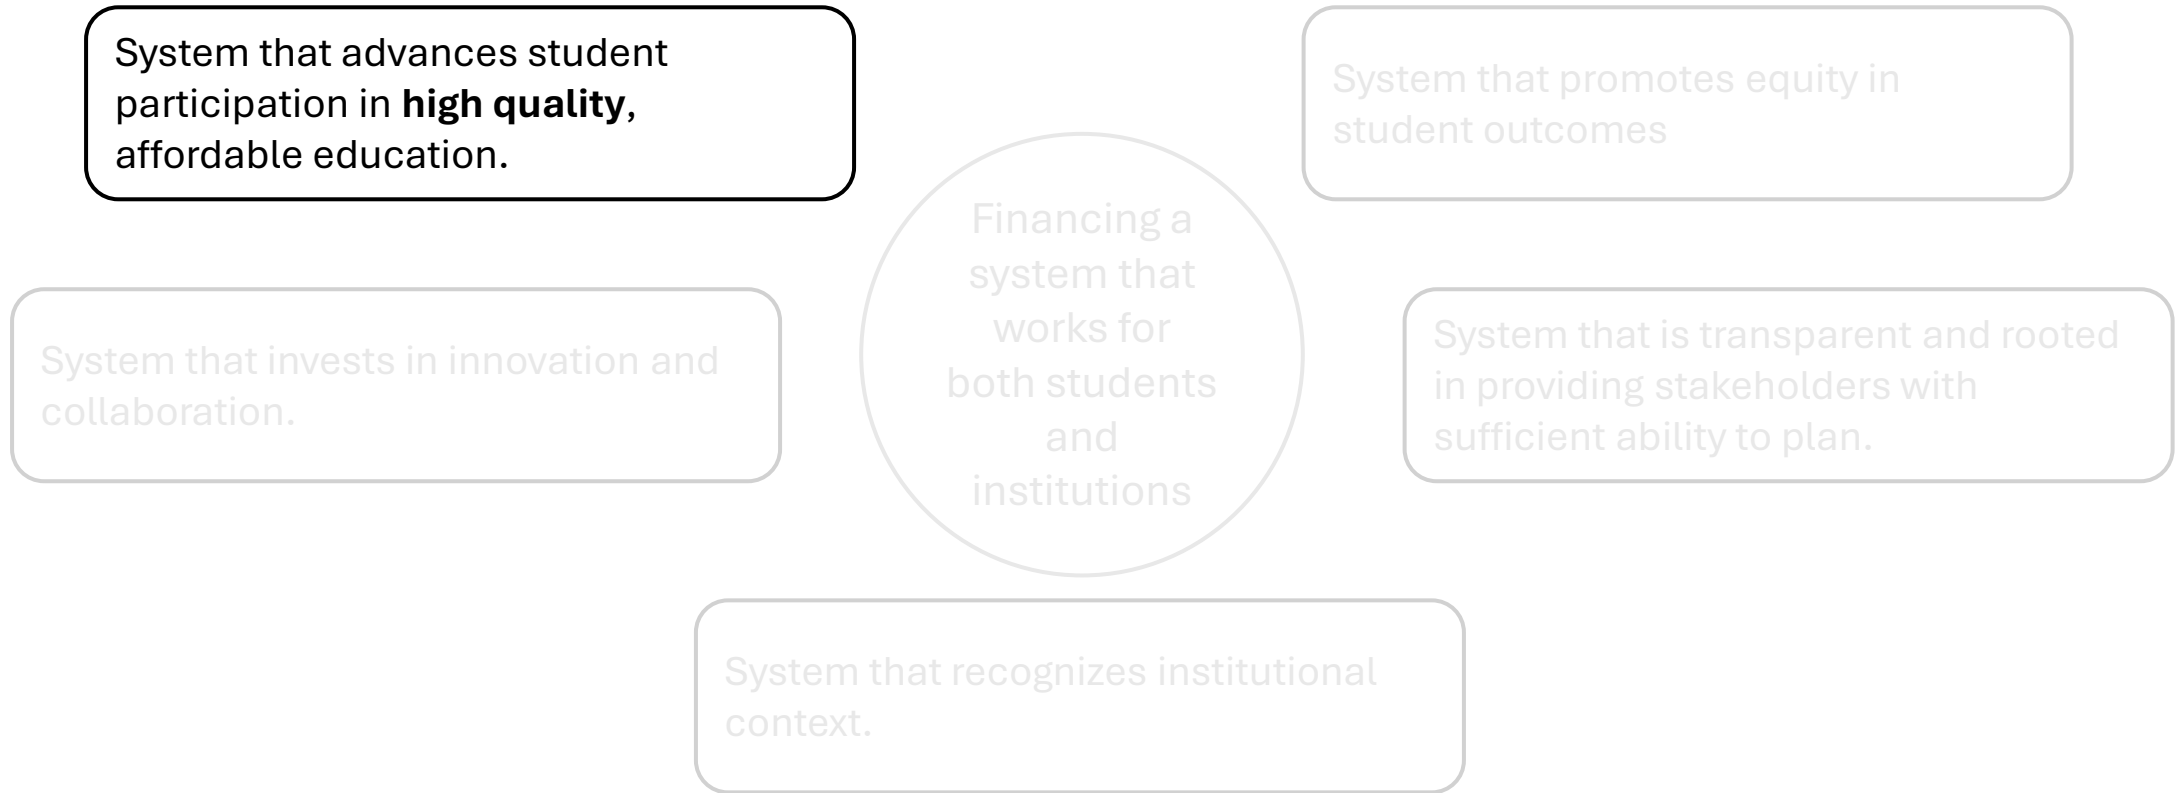 System that advances student
participation in high quality,
affordable education.
System that promotes equity in
student outcomes
Financing a
system that
works for
both students
and
institutions
System that invests in innovation and
collaboration.
System that is transparent and rooted
in providing stakeholders with
sufficient ability to plan.
System that recognizes institutional
context.